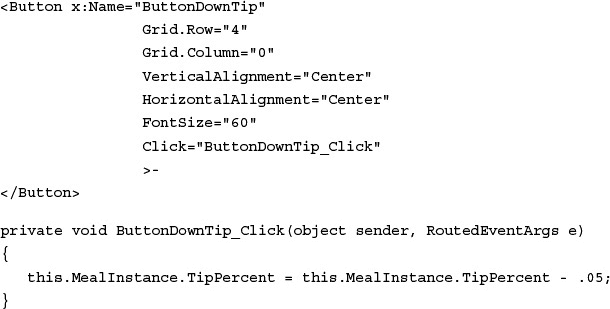 <Button x:Name="ButtonDownTip"
Grid.Row="4"
Grid.Column="0"
VerticalAlignment="Center"
HorizontalAlignment="Center"
FontSize="60"
Click="ButtonDownTip_Click"
>-
</Button>
private void ButtonDownTip_Click(object sender, RoutedEventArgs e)
{
this.MealInstance.TipPercent = this.MealInstance.TipPercent - .05;
}